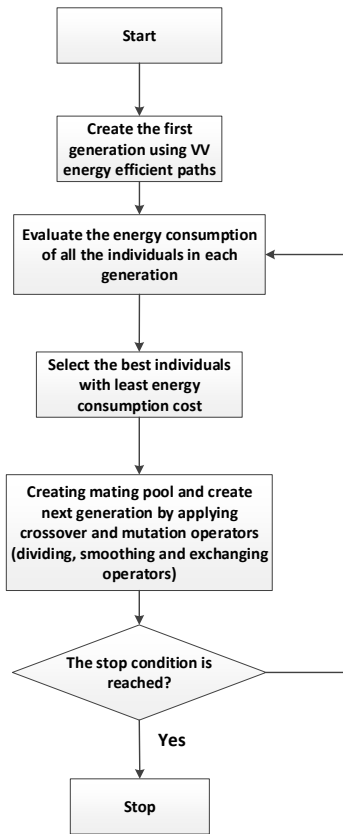 Start
Create the first
generation using VV
energy efficient paths
Evaluate the energy consumption
of all the individuals in each
generation
Select the best individuals
with least energy
consumption cost
Creating mating pool and create
next generation by applying
crossover and mutation operators
(dividing, smoothing and exchanging
operators)
The stop condition is
reached?
Yes
Stop